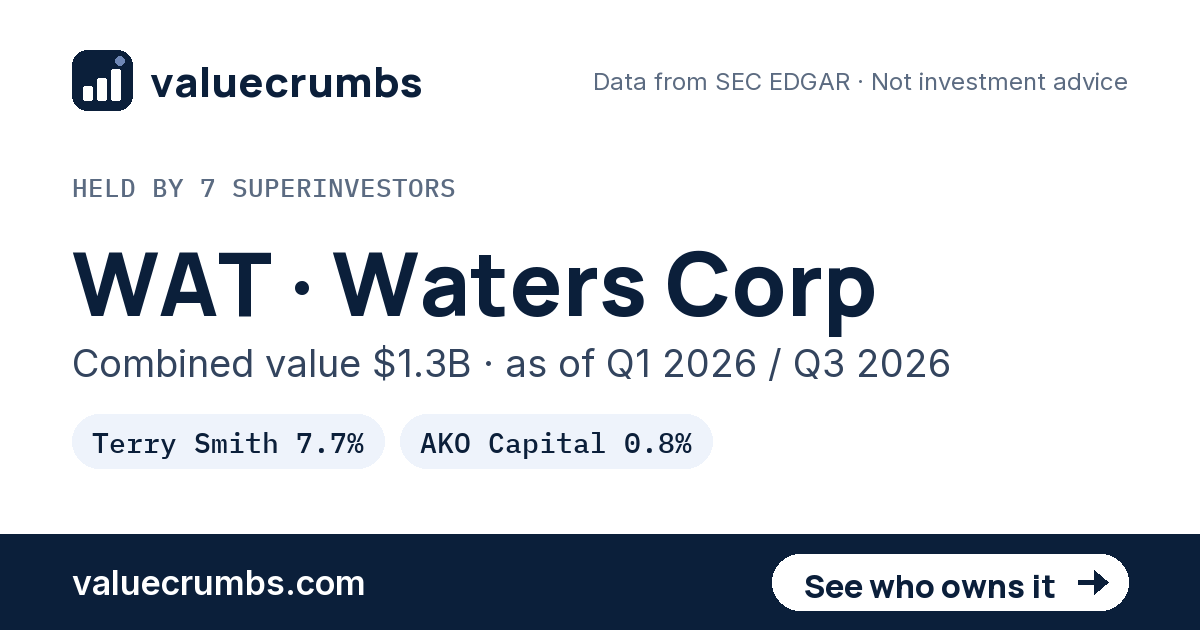 valuecrumbs
Data from SEC EDGAR · Not investment advice
HELD BY 7 SUPERINVESTORS
WAT · Waters Corp
Combined value $1.3B · as of Q1 2026 / Q3 2026
Terry Smith 7.7%
AKO Capital 0.8%
valuecrumbs.com
See who owns it →